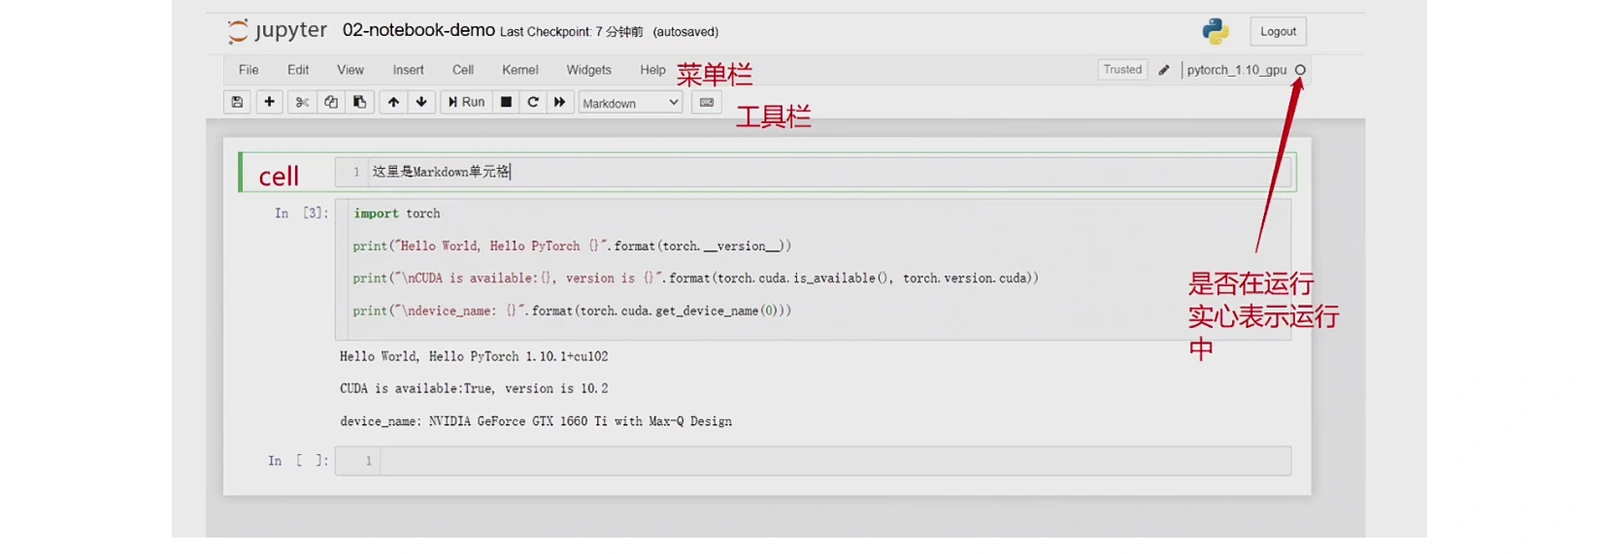 jupyter 02-notebook-demo Last Checkpoint: 7 分钟前 (autosaved) Logout
File Edit View Insert Cell Kernel Widgets Help 菜单栏 Trusted pytorch_1.10_gpu
Run Markdown 工具栏
cell 1 这里是Markdown单元格
In [3]: import torch
print("Hello World, Hello PyTorch {}".format(torch.__version__))
print("\nCUDA is available:{}, version is {}".format(torch.cuda.is_available(), torch.version.cuda))
print("\ndevice_name: {}".format(torch.cuda.get_device_name(0)))
是否在运行
实心表示运行
中
Hello World, Hello PyTorch 1.10.1+cu102
CUDA is available:True, version is 10.2
device_name: NVIDIA GeForce GTX 1660 Ti with Max-Q Design
In [ ]: 1